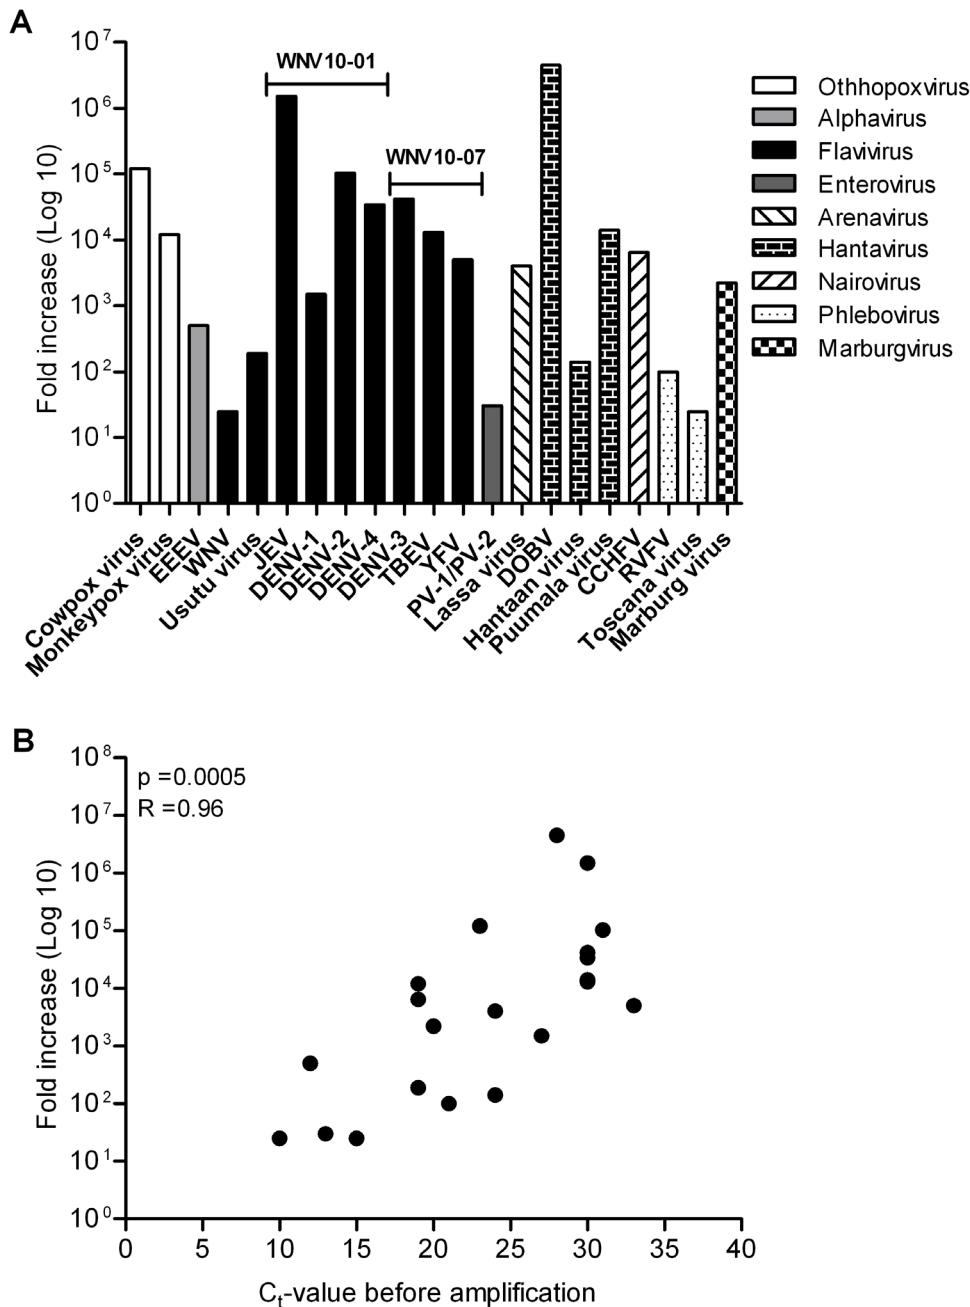 A
Fold increase (Log 10)
10^7
10^6
10^5
10^4
10^3
10^2
10^1
10^0
WNV10-01
WNV10-07
Othhopoxvirus
Alphavirus
Flavivirus
Enterovirus
Arenavirus
Hantavirus
Nairovirus
Phlebovirus
Marburgvirus
Cowpox virus
Monkeypox virus
EEEV
WNV
Usutu virus
JEV
DENV-1
DENV-2
DENV-4
DENV-3
TBEV
YFV
PV-1/PV-2
Lassa virus
DOBV
Hantaan virus
Puumala virus
CCHFV
RVFV
Toscana virus
Marburg virus
B
Fold increase (Log 10)
10^8
10^7
10^6
10^5
10^4
10^3
10^2
10^1
10^0
p =0.0005
R =0.96
0 5 10 15 20 25 30 35 40
Ct-value before amplification